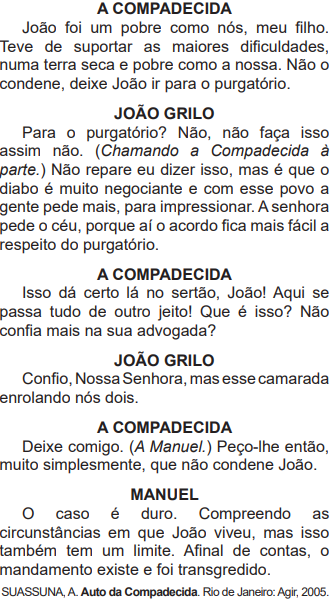 A COMPADECIDA
João foi um pobre como nós, meu filho.
Teve de suportar as maiores dificuldades,
numa terra seca e pobre como a nossa. Não o
condene, deixe João ir para o purgatório.
JOÃO GRILO
Para o purgatório? Não, não faça isso
assim não. (Chamando a Compadecida à
parte.) Não repare eu dizer isso, mas é que o
diabo é muito negociante e com esse povo a
gente pede mais, para impressionar. A senhora
pede o céu, porque aí o acordo fica mais fácil a
respeito do purgatório.
A COMPADECIDA
Isso dá certo lá no sertão, João! Aqui se
passa tudo de outro jeito! Que é isso? Não
confia mais na sua advogada?
JOÃO GRILO
Confio, Nossa Senhora, mas esse camarada
enrolando nós dois.
A COMPADECIDA
Deixe comigo. (A Manuel.) Peço-lhe então,
muito simplesmente, que não condene João.
MANUEL
O caso é duro. Compreendo as
circunstâncias em que João viveu, mas isso
também tem um limite. Afinal de contas, o
mandamento existe e foi transgredido.
SUASSUNA, A. Auto da Compadecida. Rio de Janeiro: Agir, 2005.